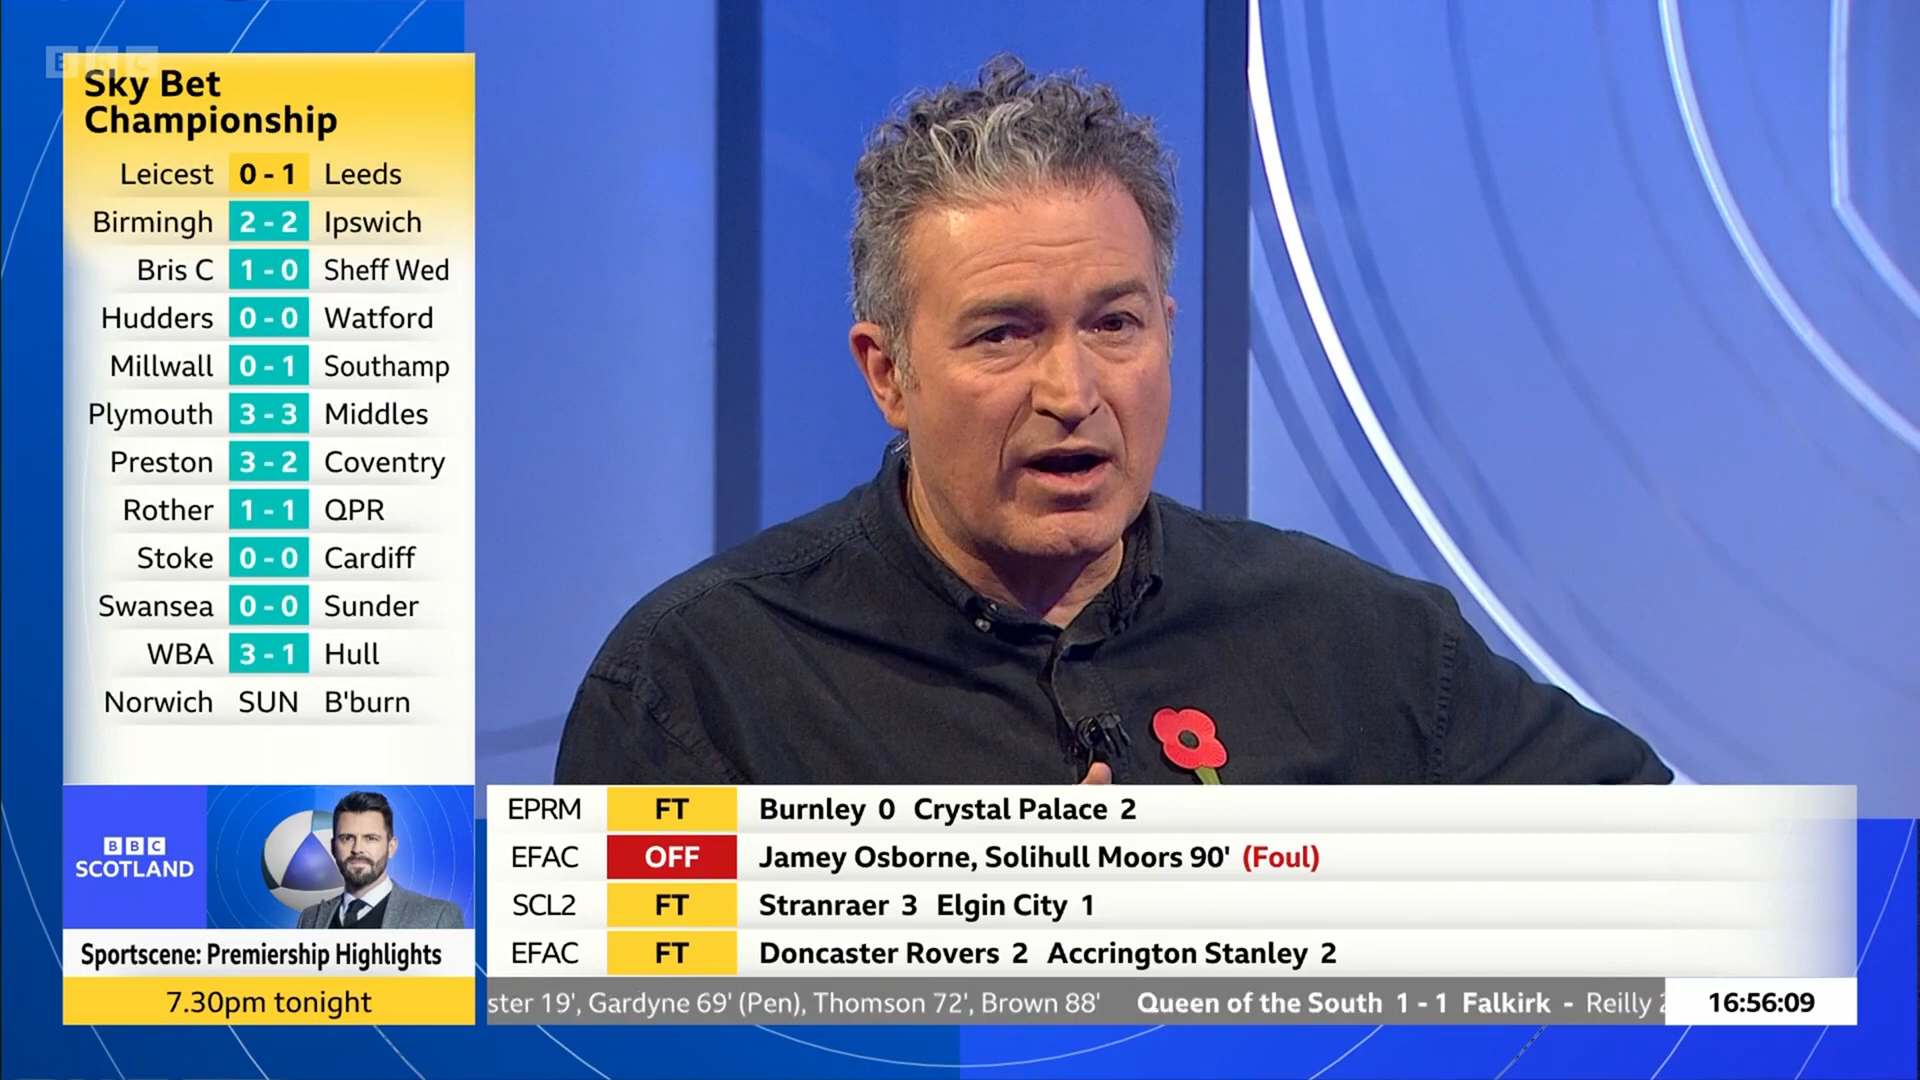 BBC
Sky Bet
Championship
Leicest 0 - 1 Leeds
Birmingh 2 - 2 Ipswich
Bris C 1 - 0 Sheff Wed
Hudders 0 - 0 Watford
Millwall 0 - 1 Southamp
Plymouth 3 - 3 Middles
Preston 3 - 2 Coventry
Rother 1 - 1 QPR
Stoke 0 - 0 Cardiff
Swansea 0 - 0 Sunder
WBA 3 - 1 Hull
Norwich SUN B'burn
BBC
SCOTLAND
Sportscene: Premiership Highlights
7.30pm tonight
EPRM FT Burnley 0 Crystal Palace 2
EFAC OFF Jamey Osborne, Solihull Moors 90' (Foul)
SCL2 FT Stranraer 3 Elgin City 1
EFAC FT Doncaster Rovers 2 Accrington Stanley 2
ster 19', Gardyne 69' (Pen), Thomson 72', Brown 88' Queen of the South 1 - 1 Falkirk - Reilly
16:56:09